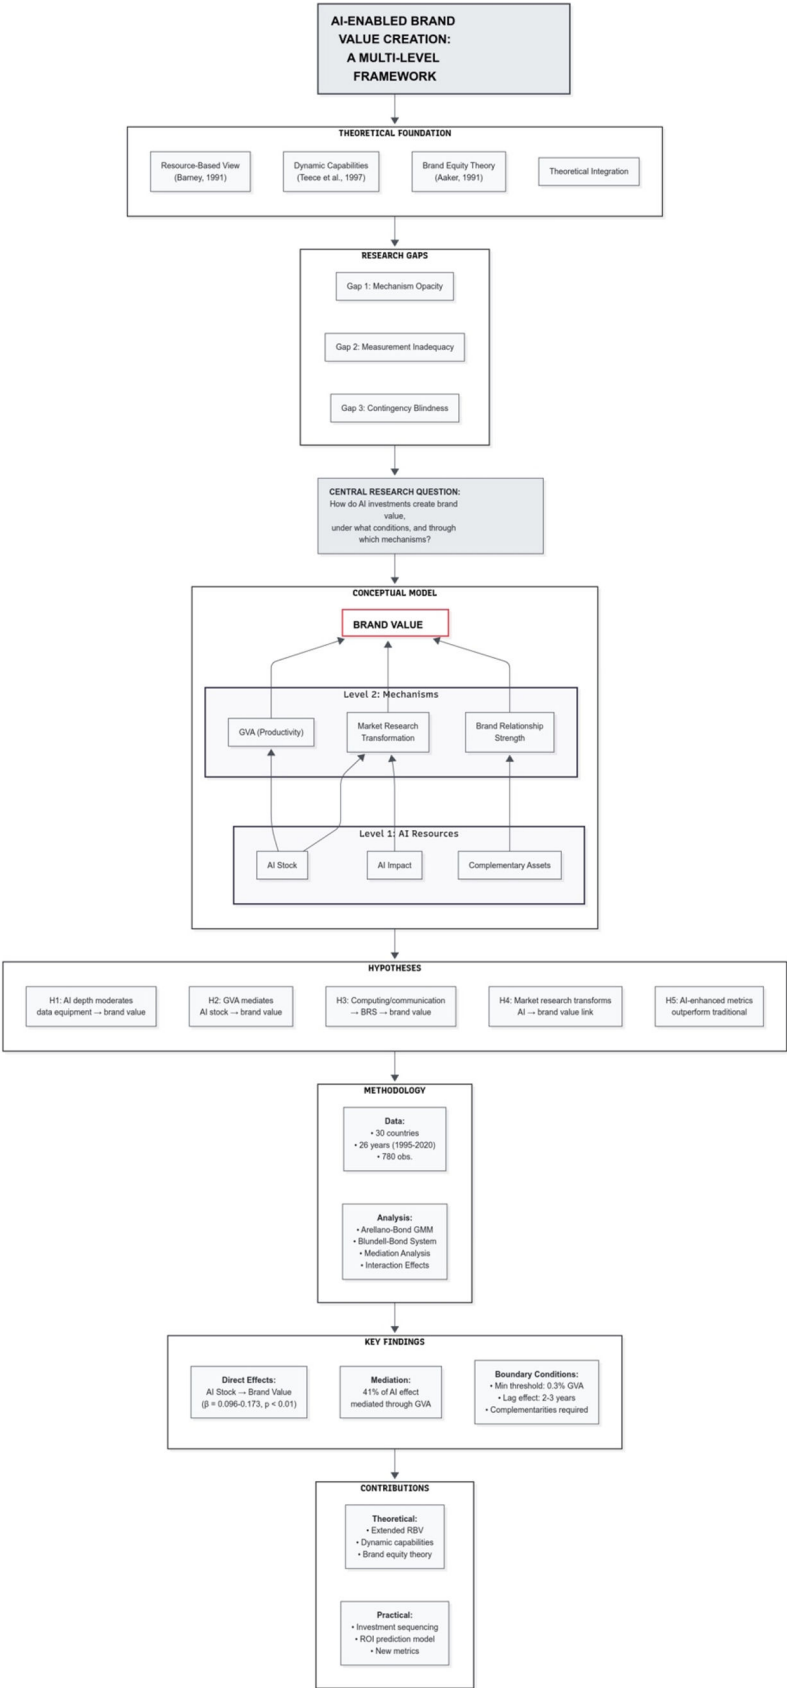 AI-ENABLED BRAND
VALUE CREATION:
A MULTI-LEVEL
FRAMEWORK
THEORETICAL FOUNDATION
Resource-Based View
(Barney, 1991)
Dynamic Capabilities
(Teece et al., 1997)
Brand Equity Theory
(Aaker, 1991)
Theoretical Integration
RESEARCH GAPS
Gap 1: Mechanism Opacity
Gap 2: Measurement Inadequacy
Gap 3: Contingency Blindness
CENTRAL RESEARCH QUESTION:
How do AI investments create brand
value,
under what conditions, and through
which mechanisms?
CONCEPTUAL MODEL
BRAND VALUE
Level 2: Mechanisms
GVA (Productivity)
Market Research
Transformation
Brand Relationship
Strength
Level 1: AI Resources
AI Stock
AI Impact
Complementary Assets
HYPOTHESES
H1: AI depth moderates
data equipment → brand value
H2: GVA mediates
AI stock → brand value
H3: Computing/communication
→ BRS → brand value
H4: Market research transforms
AI → brand value link
H5: AI-enhanced metrics
outperform traditional
METHODOLOGY
Data:
• 30 countries
• 26 years (1995-2020)
• 780 obs.
Analysis:
• Arellano-Bond GMM
• Blundell-Bond System
• Mediation Analysis
• Interaction Effects
KEY FINDINGS
Direct Effects:
AI Stock → Brand Value
(β = 0.096-0.173, p < 0.01)
Mediation:
41% of AI effect
mediated through GVA
Boundary Conditions:
• Min threshold: 0.3% GVA
• Lag effect: 2-3 years
• Complementarities required
CONTRIBUTIONS
Theoretical:
• Extended RBV
• Dynamic capabilities
• Brand equity theory
Practical:
• Investment sequencing
• ROI prediction model
• New metrics